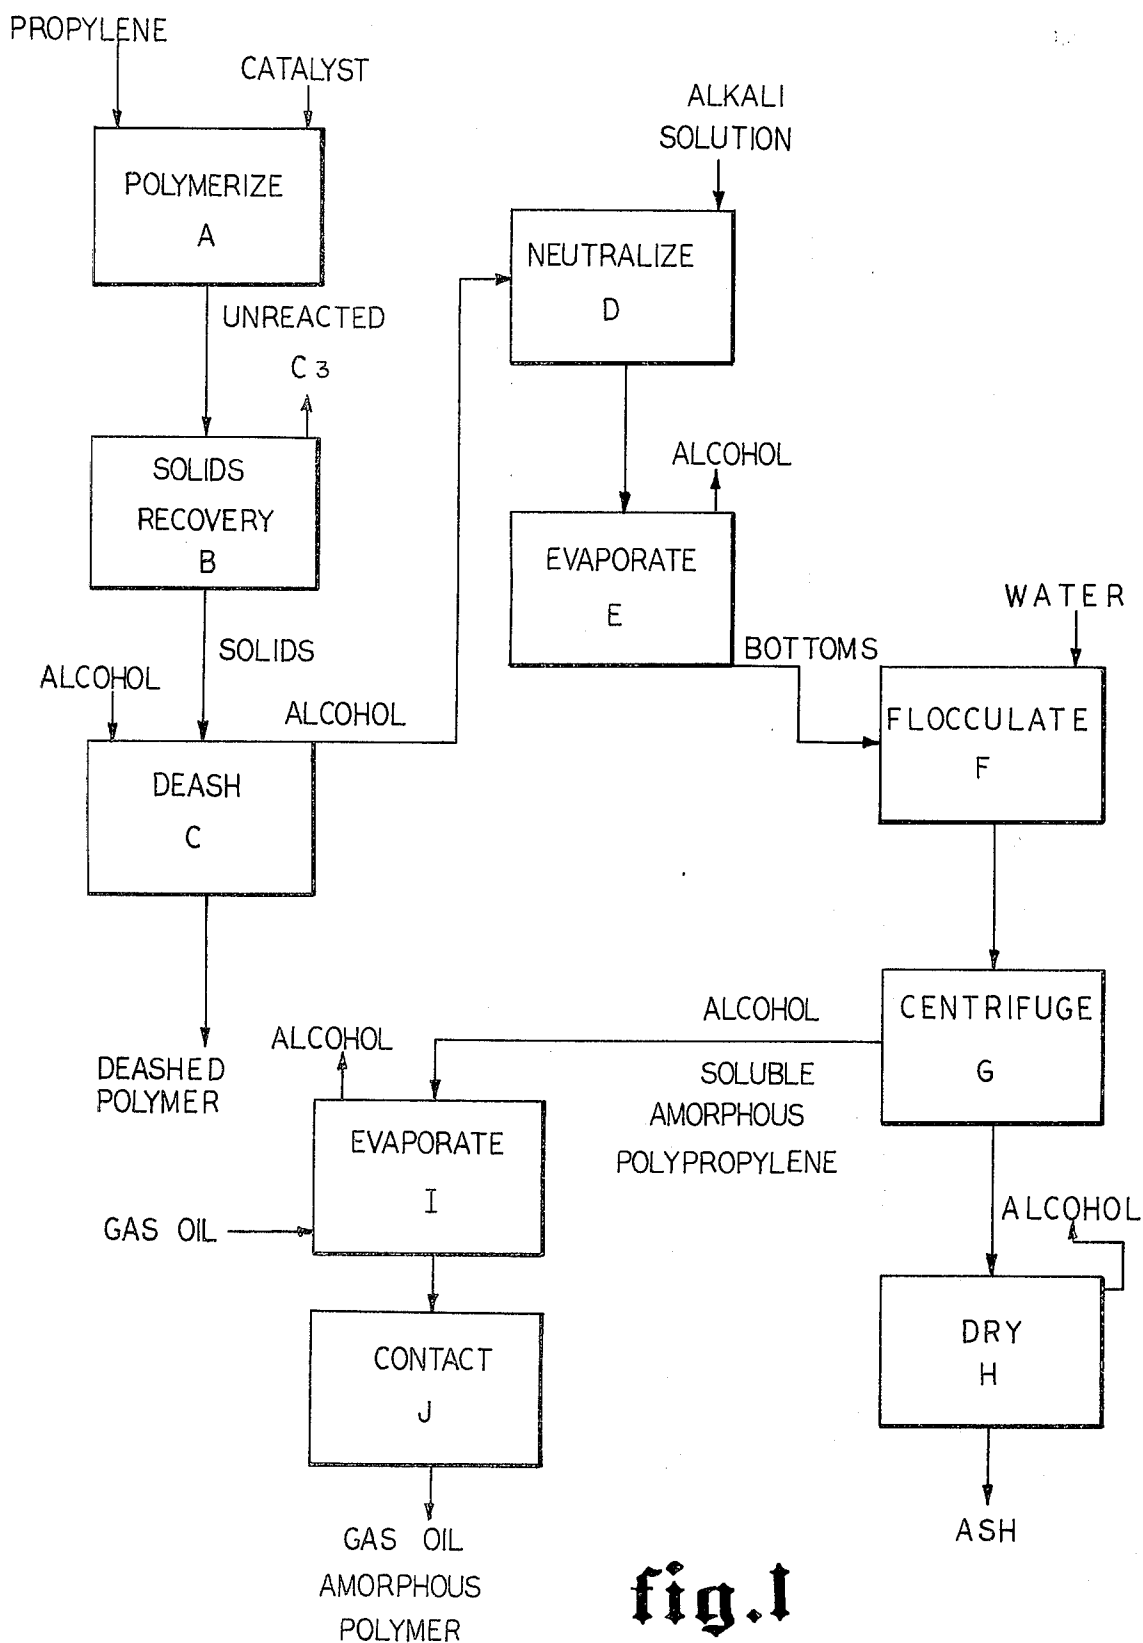 PROPYLENE
CATALYST
POLYMERIZE
A
UNREACTED
C3
SOLIDS
RECOVERY
B
SOLIDS
ALCOHOL
ALCOHOL
DEASH
C
DEASHED
POLYMER
ALKALI
SOLUTION
NEUTRALIZE
D
ALCOHOL
EVAPORATE
E
BOTTOMS
WATER
FLOCCULATE
F
CENTRIFUGE
G
ALCOHOL
SOLUBLE
AMORPHOUS
POLYPROPYLENE
ALCOHOL
DRY
H
ASH
ALCOHOL
EVAPORATE
I
GAS OIL
CONTACT
J
GAS OIL
AMORPHOUS
POLYMER
fig.1